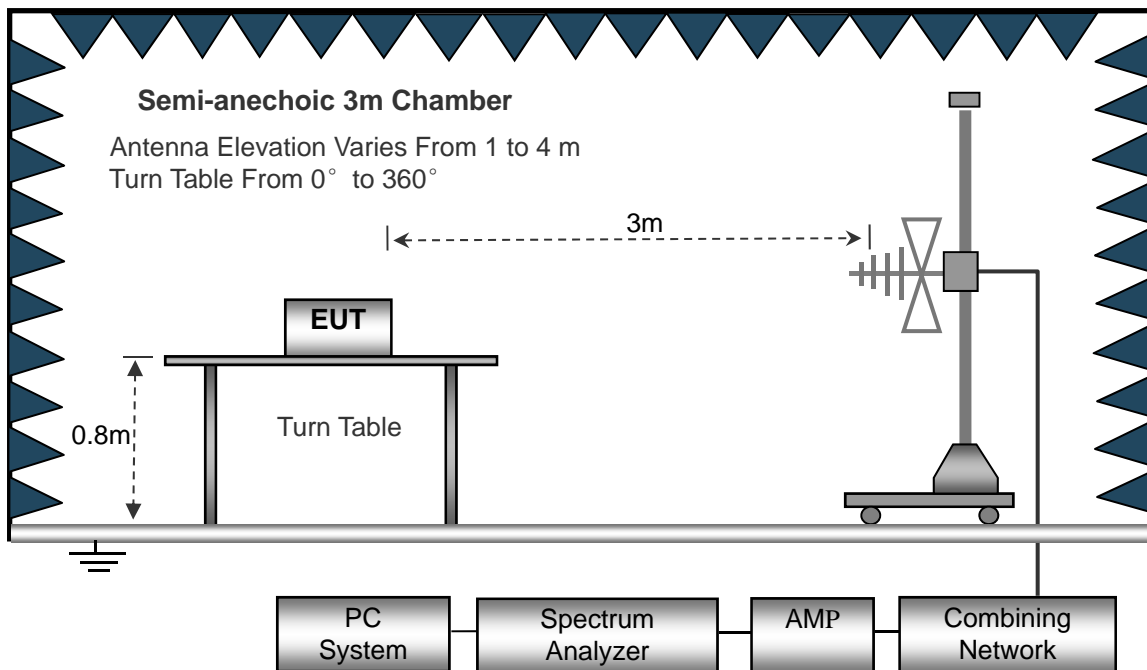 Semi-anechoic 3m Chamber
Antenna Elevation Varies From 1 to 4 m
Turn Table From 0° to 360°
3m
EUT
0.8m
Turn Table
PC
System
Spectrum
Analyzer
AMP
Combining
Network